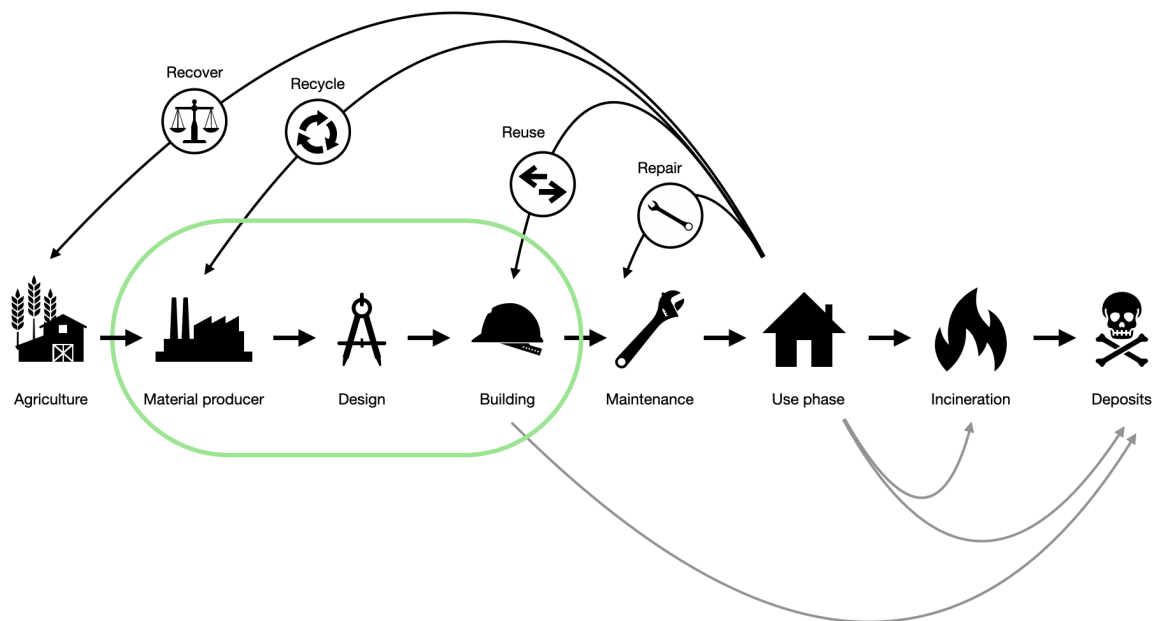 Recover
Recycle
Reuse
Repair
Agriculture
Material producer
Design
Building
Maintenance
Use phase
Incineration
Deposits